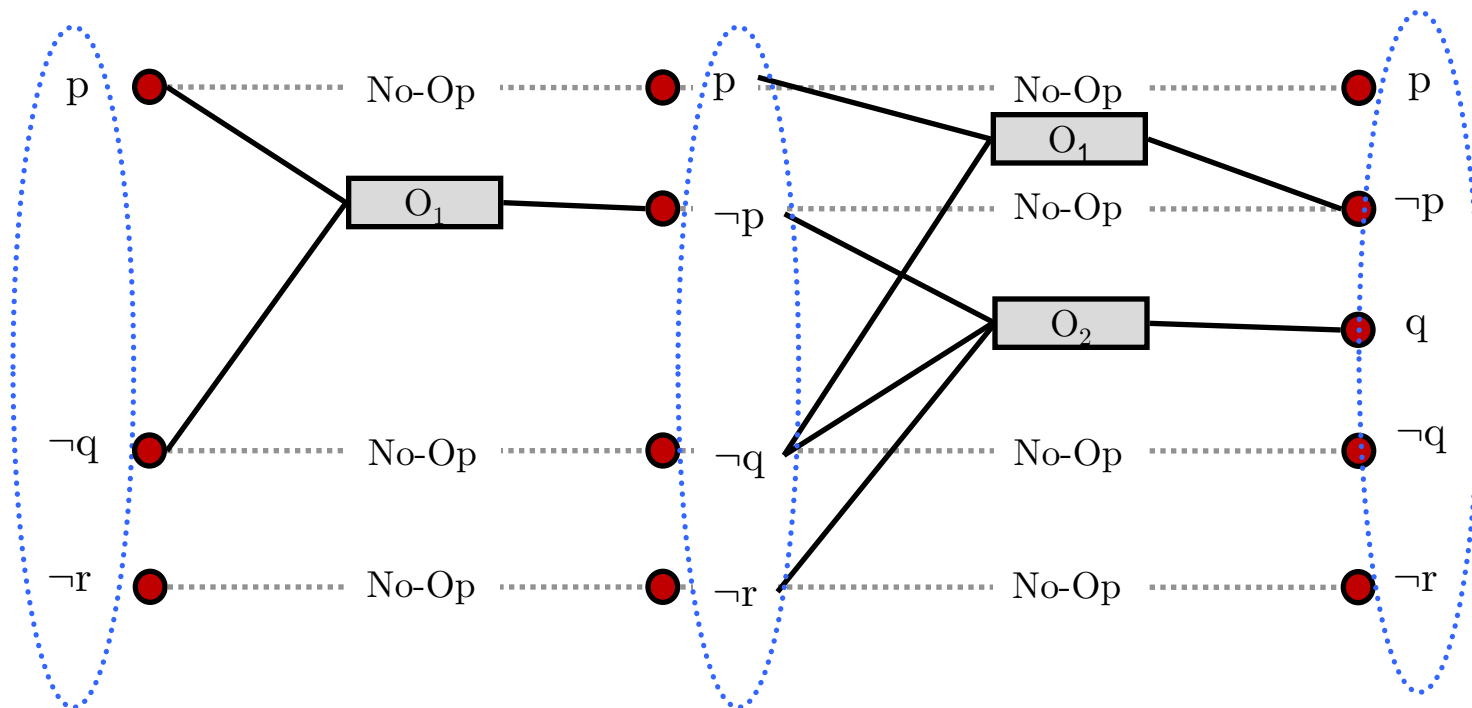 p No-Op p No-Op p
O₁
O₁ ¬p No-Op ¬p
O₂ q
¬q No-Op ¬q No-Op ¬q
¬r No-Op ¬r No-Op ¬r